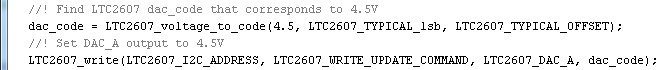 //! Find LTC2607 dac_code that corresponds to 4.5V
dac_code = LTC2607_voltage_to_code(4.5, LTC2607_TYPICAL_lsb, LTC2607_TYPICAL_OFFSET);
//! Set DAC_A output to 4.5V
LTC2607_write(LTC2607_I2C_ADDRESS, LTC2607_WRITE_UPDATE_COMMAND, LTC2607_DAC_A, dac_code);